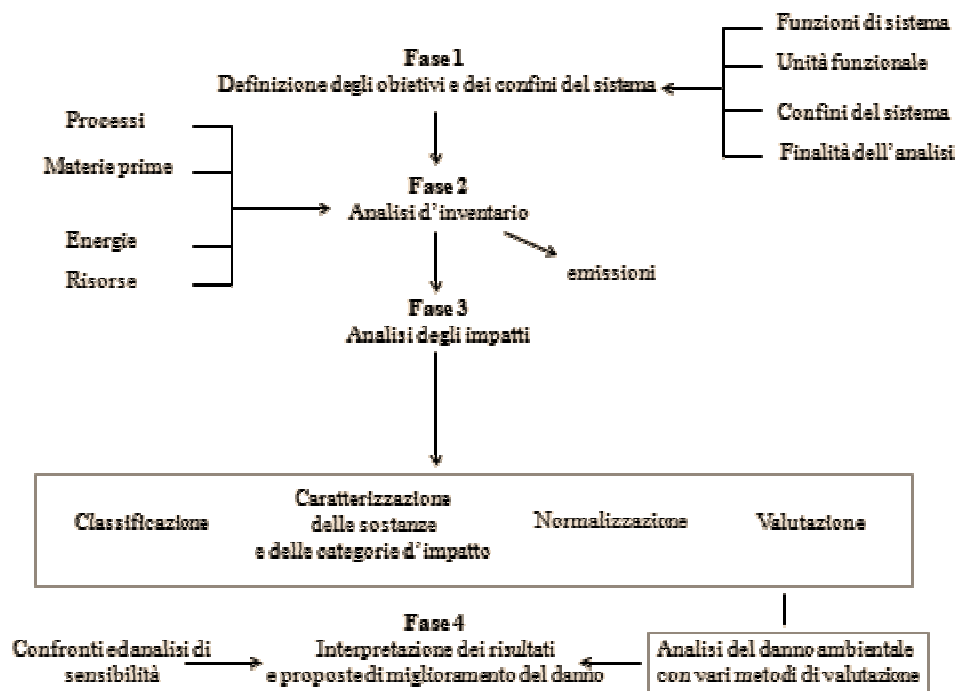 Funzioni di sistema
Fase 1
Unità funzionale
Definizione degli obietivi e dei confini del sistema
Confini del sistema
Processi
Finalità dell'analisi
Materie prime
Fase 2
Analisi d'inventario
Energie
emissioni
Risorse
Fase 3
Analisi degli impatti
Caratterizzazione
Classificazione
delle sostanze
Normalizzazione
Valutazione
e delle categorie d'impatto
Fase 4
Confronti ed analisi di
Interpretazione dei risultati
Analisi del danno ambientale
sensibilità
e proposte di miglioramento del danno
con vari metodi di valutazione